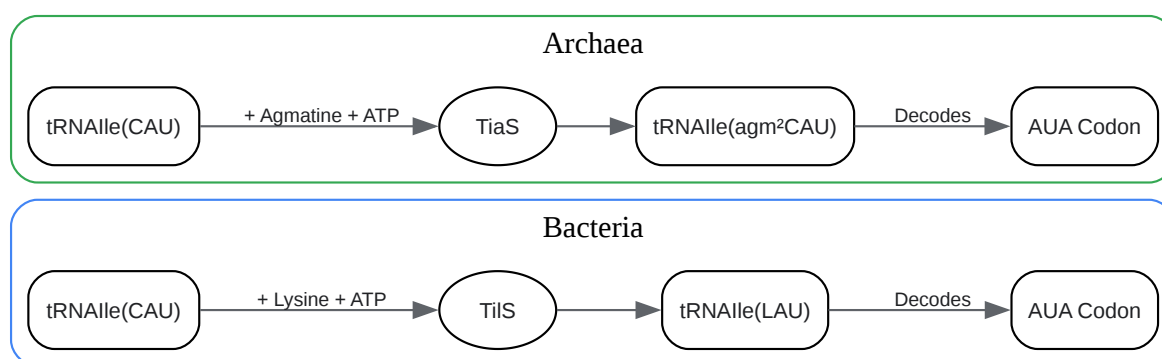 Archaea
tRNAIle(CAU)
+ Agmatine + ATP
TiaS
tRNAIle(agm²CAU)
Decodes
AUA Codon
Bacteria
tRNAIle(CAU)
+ Lysine + ATP
TilS
tRNAIle(LAU)
Decodes
AUA Codon